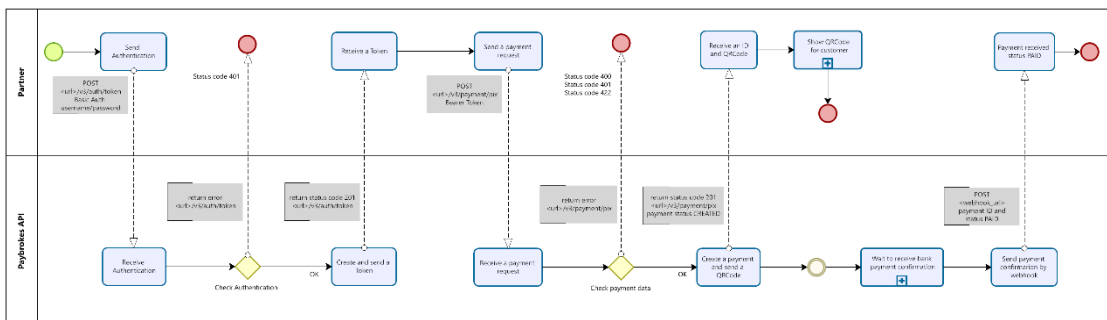 Partner
Send
Authentication
POST
<url>/v3/auth/token
Basic Auth
username/password
Status code 401
Receive a Token
Send a payment
request
POST
<url>/v3/payment/pix
Bearer Token
Status code 400
Status code 401
Status code 422
Receive an ID
and QRCode
Show QRCode
for customer
Payment received
status PAID
Paybrokes API
return error
<url>/v3/auth/token
return status code 201
<url>/v3/auth/token
return error
<url>/v3/payment/pix
return status code 201
<url>/v3/payment/pix
payment status CREATED
POST
<webhook_url>
payment ID and
status PAID
Receive
Authentication
Check Authentication
OK
Create and send a
Token
Receive a payment
request
Check payment data
OK
Create a payment
and send a
QRCode
Wait to receive bank
payment confirmation
Send payment
confirmation by
webhook